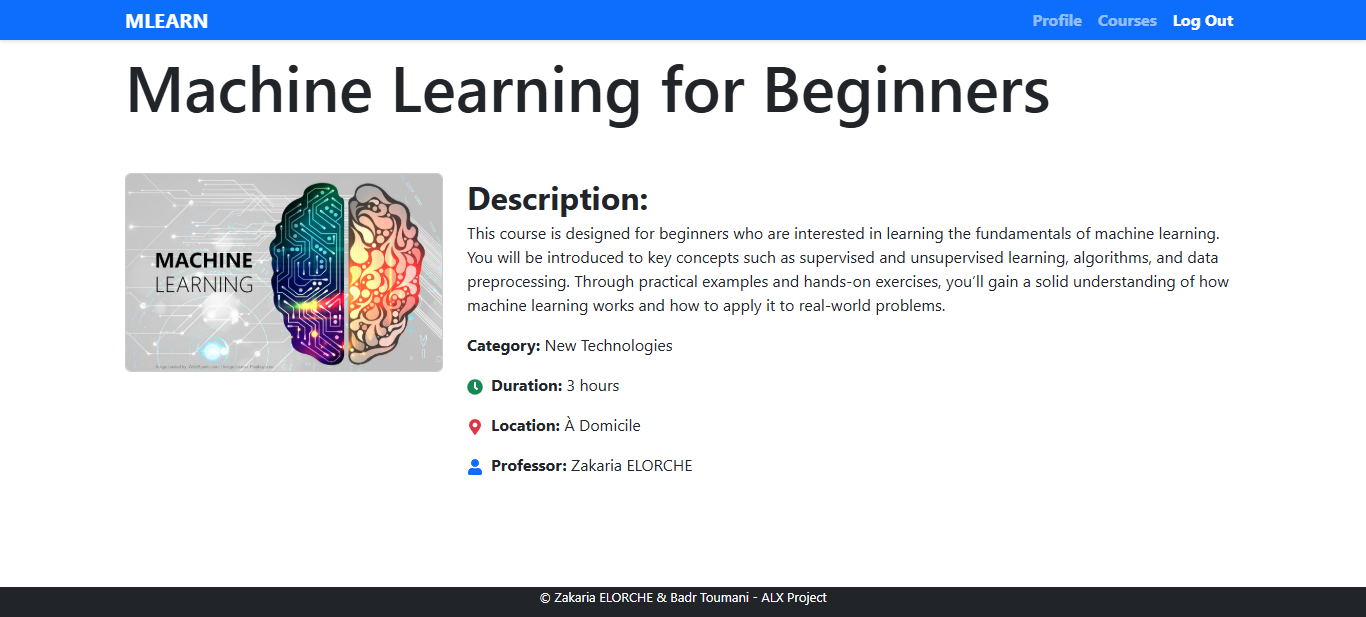 MLEARN
Profile Courses Log Out
Machine Learning for Beginners
MACHINE
LEARNING
Description:
This course is designed for beginners who are interested in learning the fundamentals of machine learning.
You will be introduced to key concepts such as supervised and unsupervised learning, algorithms, and data
preprocessing. Through practical examples and hands-on exercises, you'll gain a solid understanding of how
machine learning works and how to apply it to real-world problems.
Category: New Technologies
Duration: 3 hours
Location: À Domicile
Professor: Zakaria ELORCHE
© Zakaria ELORCHE & Badr Toumani - ALX Project